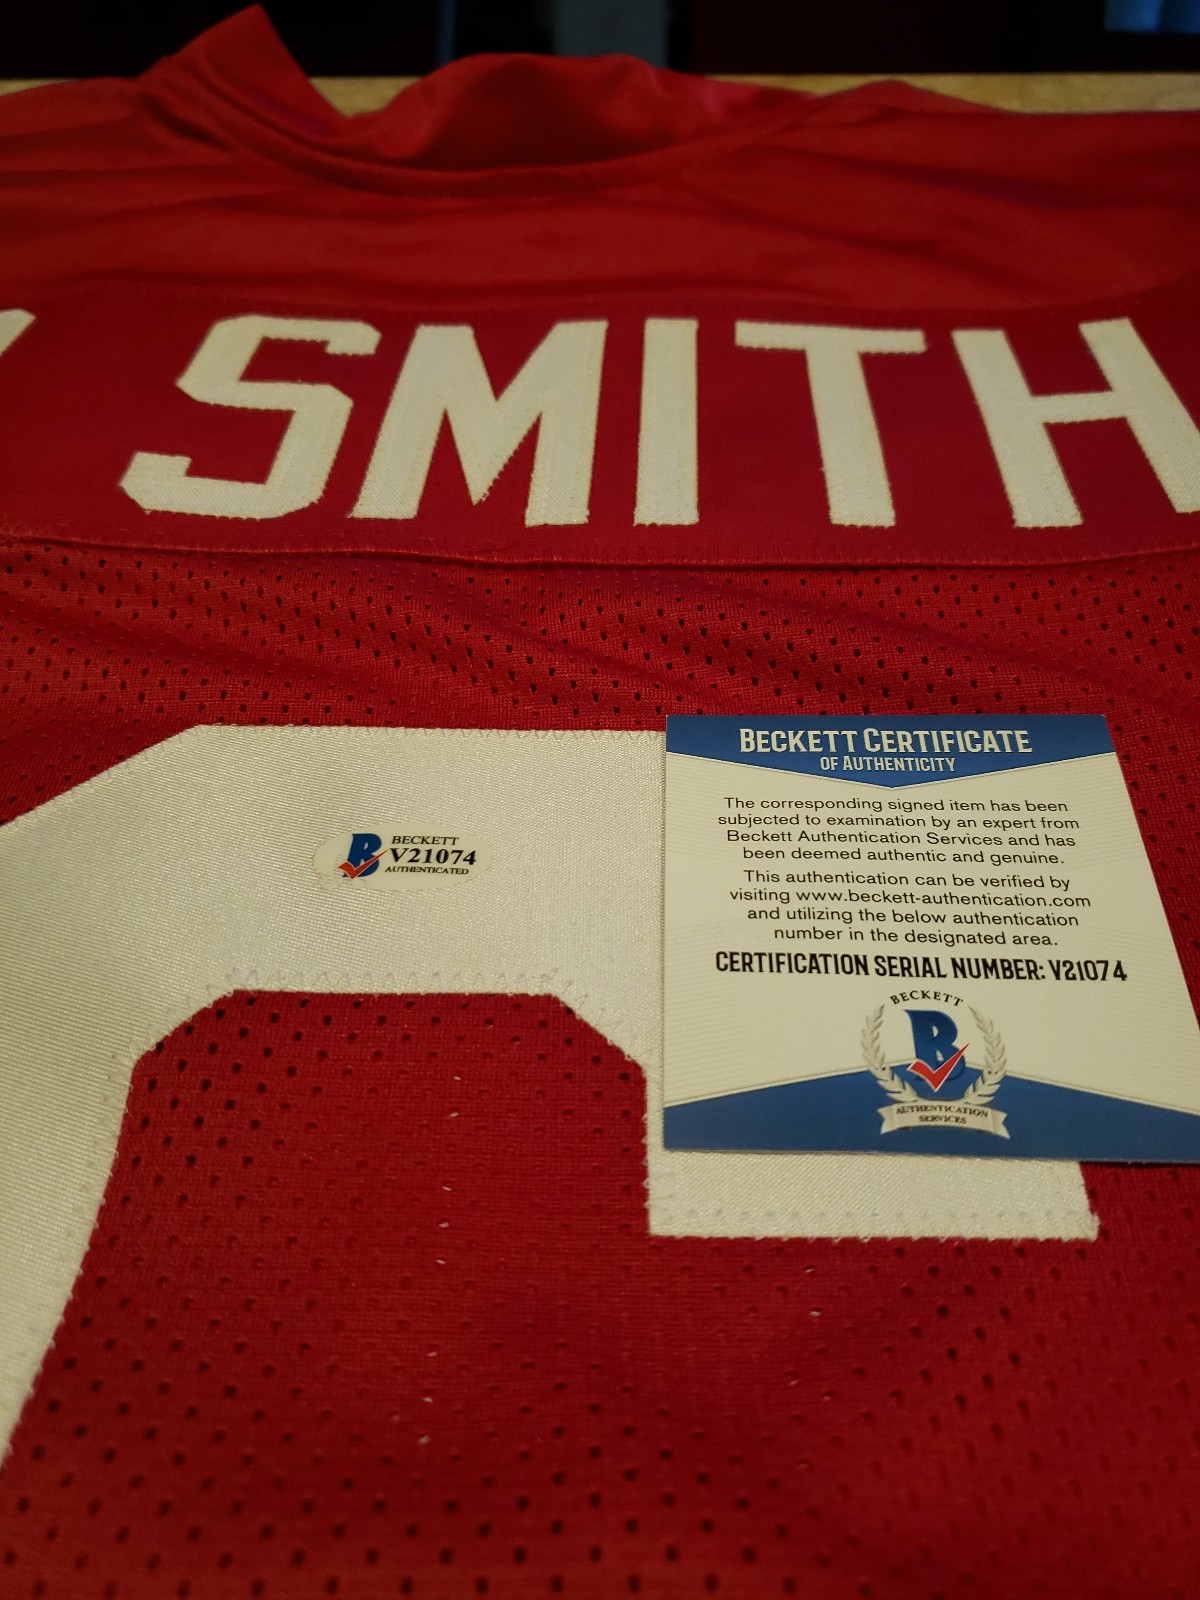 SMITH
BECKETT
V21074
AUTHENTICATED
BECKETT CERTIFICATE
OF AUTHENTICITY
The corresponding signed item has been
subjected to examination by an expert from
Beckett Authentication Services and has
been deemed authentic and genuine.
This authentication can be verified by
visiting www.beckett-authentication.com
and utilizing the below authentication
number in the designated area.
CERTIFICATION SERIAL NUMBER: V21074
BECKETT
B
AUTHENTICATION
SERVICES